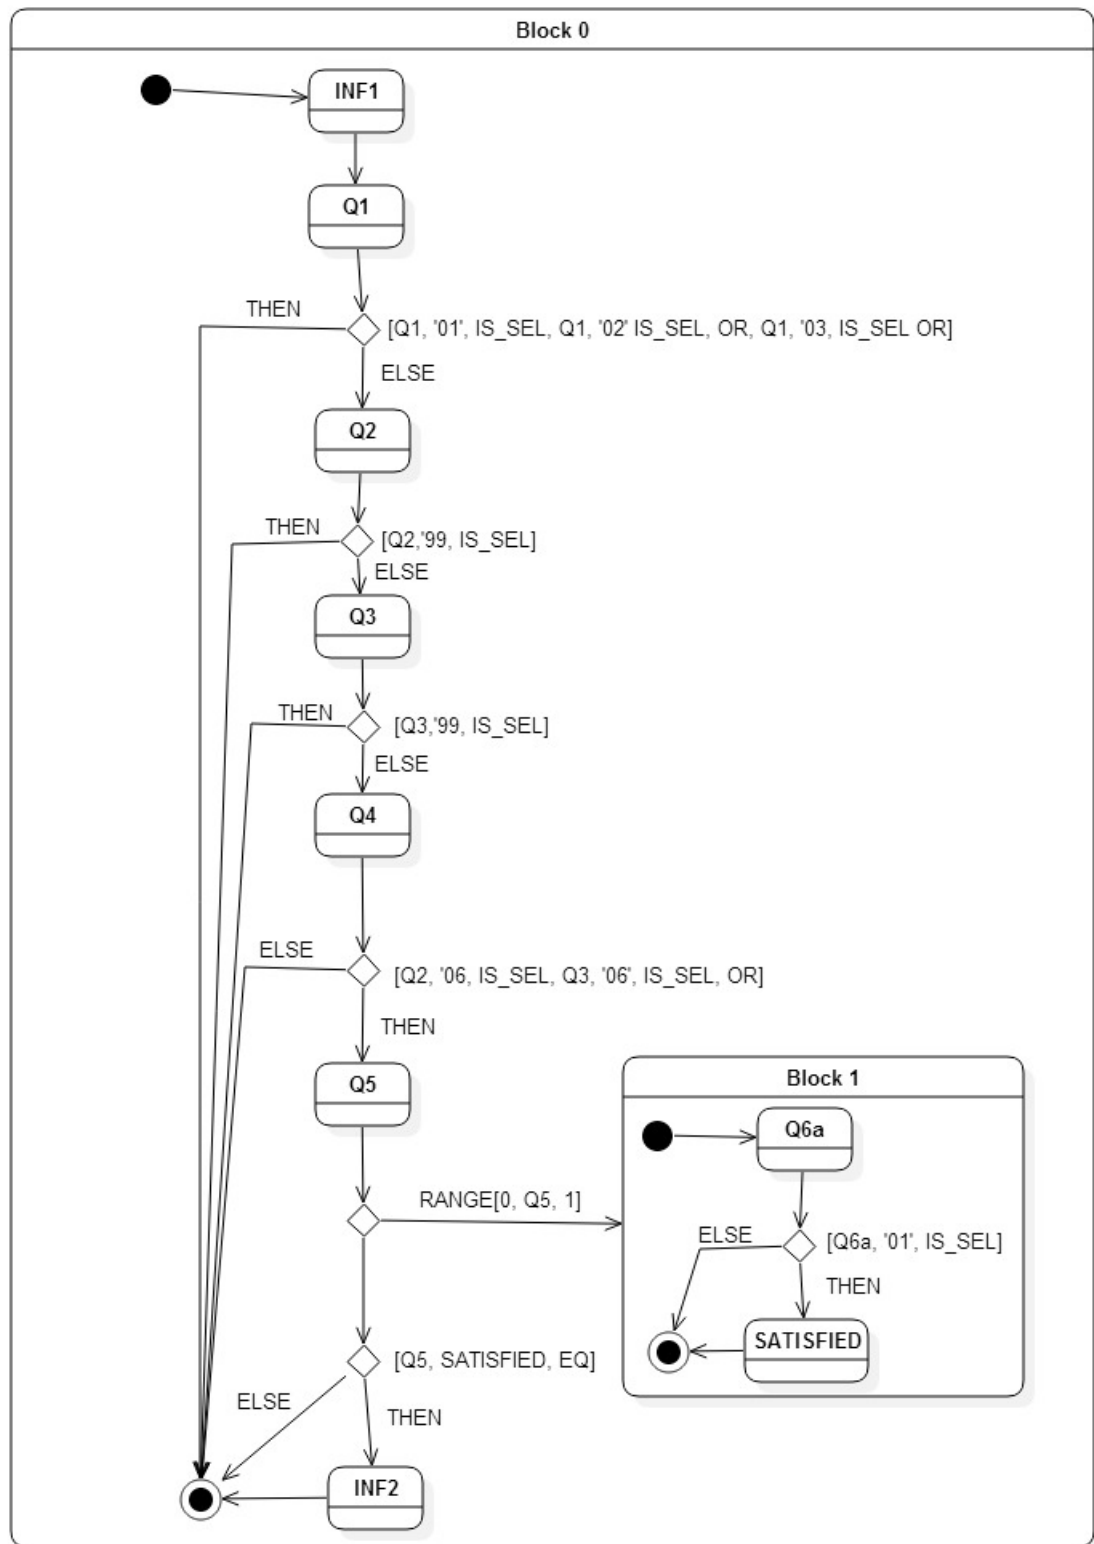 Block 0
INF1
Q1
THEN
[Q1, '01', IS_SEL, Q1, '02' IS_SEL, OR, Q1, '03, IS_SEL OR]
ELSE
Q2
THEN
[Q2,'99, IS_SEL]
ELSE
Q3
THEN
[Q3,'99, IS_SEL]
ELSE
Q4
ELSE
[Q2, '06, IS_SEL, Q3, '06', IS_SEL, OR]
THEN
Q5
RANGE[0, Q5, 1]
Block 1
Q6a
ELSE
[Q6a, '01', IS_SEL]
THEN
SATISFIED
[Q5, SATISFIED, EQ]
ELSE
THEN
INF2